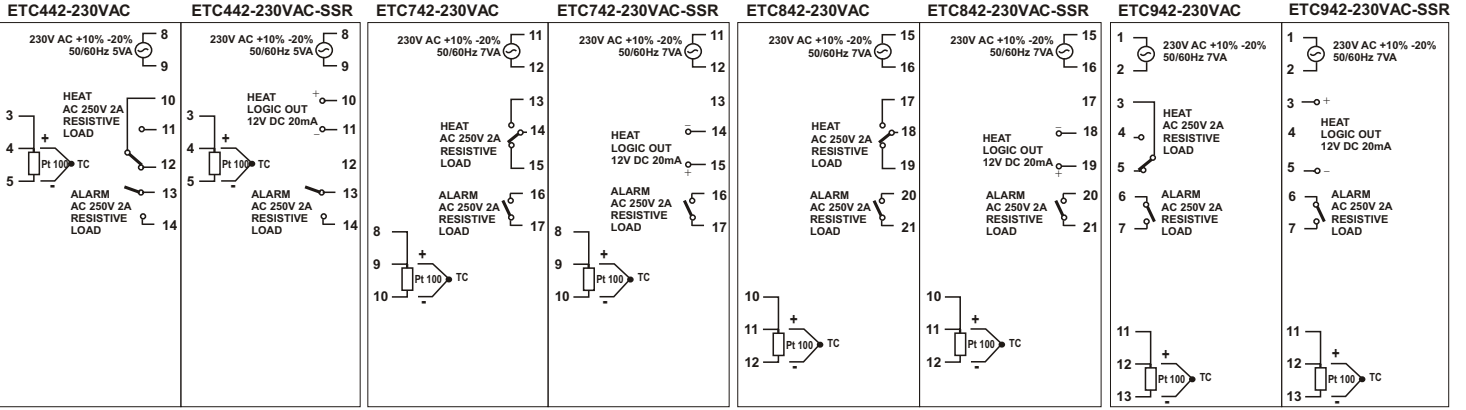 ETC442-230VAC
230V AC +10% -20%
50/60Hz 5VA
8
9
HEAT
AC 250V 2A
RESISTIVE
LOAD
10
11
12
3
4
5
+
Pt 100
TC
-
ALARM
AC 250V 2A
RESISTIVE
LOAD
13
14
ETC442-230VAC-SSR
230V AC +10% -20%
50/60Hz 5VA
8
9
HEAT
LOGIC OUT
12V DC 20mA
+
10
-
11
12
3
4
5
+
Pt 100
TC
-
ALARM
AC 250V 2A
RESISTIVE
LOAD
13
14
ETC742-230VAC
230V AC +10% -20%
50/60Hz 7VA
11
12
HEAT
AC 250V 2A
RESISTIVE
LOAD
13
14
15
ALARM
AC 250V 2A
RESISTIVE
LOAD
16
17
8
9
10
+
Pt 100
TC
-
ETC742-230VAC-SSR
230V AC +10% -20%
50/60Hz 7VA
11
12
13
HEAT
LOGIC OUT
12V DC 20mA
-
14
15
+
ALARM
AC 250V 2A
RESISTIVE
LOAD
16
17
8
9
10
+
Pt 100
TC
-
ETC842-230VAC
230V AC +10% -20%
50/60Hz 7VA
15
16
HEAT
AC 250V 2A
RESISTIVE
LOAD
17
18
19
ALARM
AC 250V 2A
RESISTIVE
LOAD
20
21
10
11
12
+
Pt 100
TC
-
ETC842-230VAC-SSR
230V AC +10% -20%
50/60Hz 7VA
15
16
17
HEAT
LOGIC OUT
12V DC 20mA
-
18
19
+
ALARM
AC 250V 2A
RESISTIVE
LOAD
20
21
10
11
12
+
Pt 100
TC
-
ETC942-230VAC
1
2
230V AC +10% -20%
50/60Hz 7VA
3
4
5
HEAT
AC 250V 2A
RESISTIVE
LOAD
6
7
ALARM
AC 250V 2A
RESISTIVE
LOAD
11
12
13
+
Pt 100
TC
-
ETC942-230VAC-SSR
1
2
230V AC +10% -20%
50/60Hz 7VA
3
+
4
5
-
HEAT
LOGIC OUT
12V DC 20mA
6
7
ALARM
AC 250V 2A
RESISTIVE
LOAD
11
12
13
+
Pt 100
TC
-